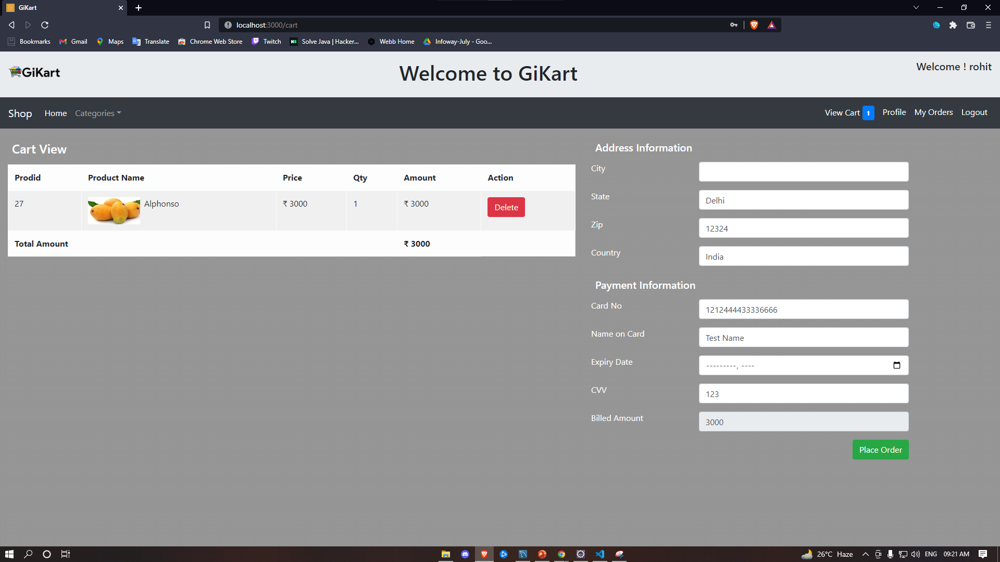 GiKart
localhost:3000/cart
Bookmarks Gmail Maps Translate Chrome Web Store Twitch Solve Java | Hacker... Webb Home Infoway-July - Goo...
GiKart
Welcome to GiKart
Welcome ! rohit
Shop Home Categories View Cart 1 Profile My Orders Logout
Cart View
Prodid Product Name Price Qty Amount Action
27 Alphonso ₹ 3000 1 ₹ 3000 Delete
Total Amount ₹ 3000
Address Information
City
State Delhi
Zip 12324
Country India
Payment Information
Card No 1212444433336666
Name on Card Test Name
Expiry Date ---------, ----
CVV 123
Billed Amount 3000
Place Order
26°C Haze ENG 09:21 AM